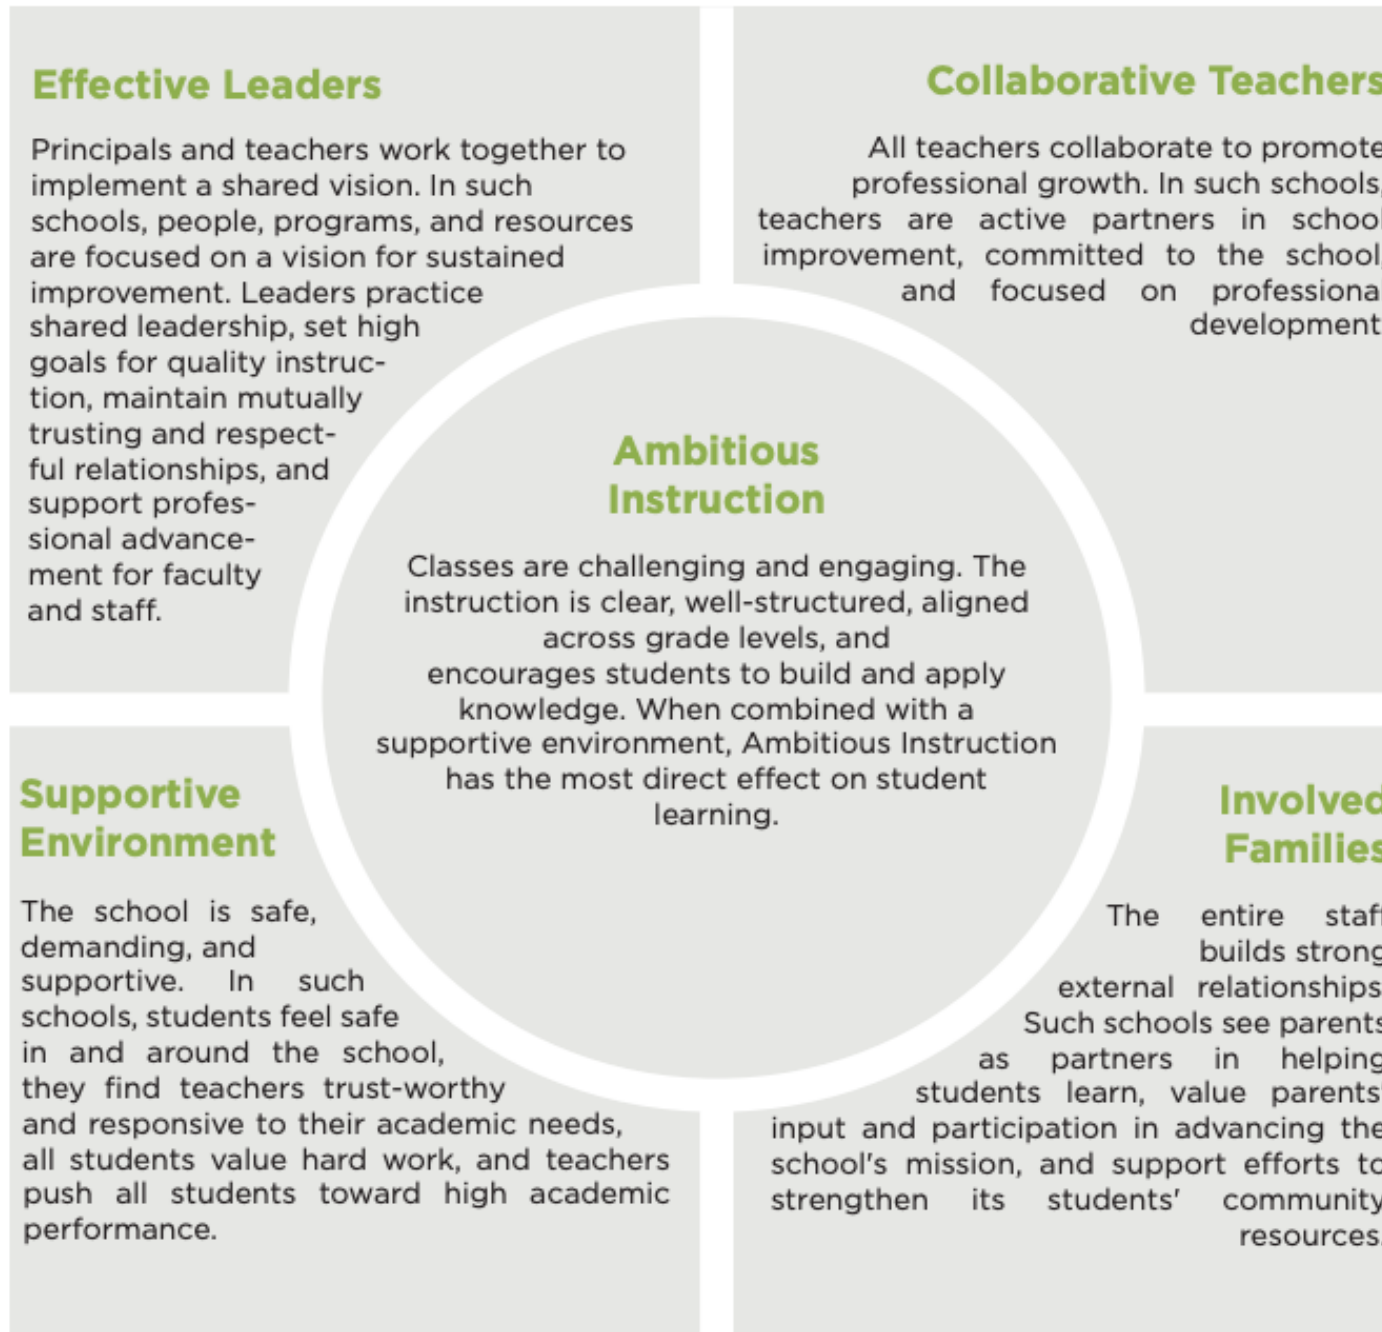 Effective Leaders
Principals and teachers work together to
implement a shared vision. In such
schools, people, programs, and resources
are focused on a vision for sustained
improvement. Leaders practice
shared leadership, set high
goals for quality instruc-
tion, maintain mutually
trusting and respect-
ful relationships, and
support profes-
sional advance-
ment for faculty
and staff.
Collaborative Teachers
All teachers collaborate to promote
professional growth. In such schools,
teachers are active partners in school
improvement, committed to the school,
and focused on professiona
development
Ambitious
Instruction
Classes are challenging and engaging. The
instruction is clear, well-structured, aligned
across grade levels, and
encourages students to build and apply
knowledge. When combined with a
supportive environment, Ambitious Instruction
has the most direct effect on student
learning.
Supportive
Environment
The school is safe,
demanding, and
supportive. In such
schools, students feel safe
in and around the school,
they find teachers trust-worthy
and responsive to their academic needs,
all students value hard work, and teachers
push all students toward high academic
performance.
Involved
Families
The entire staff
builds strong
external relationships
Such schools see parents
as partners in helping
students learn, value parents'
input and participation in advancing the
school's mission, and support efforts to
strengthen its students' community
resources.